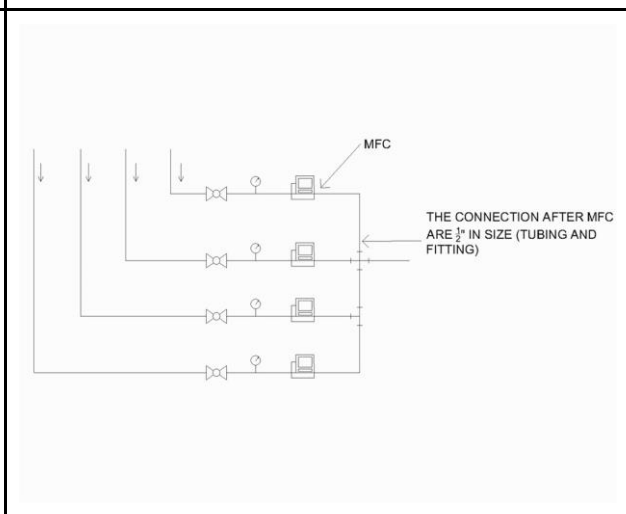 MFC
THE CONNECTION AFTER MFC
ARE ½" IN SIZE (TUBING AND
FITTING)